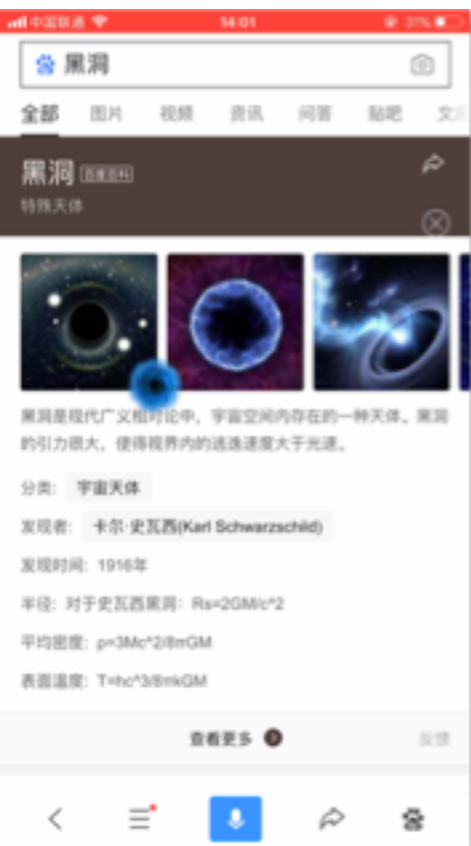 中国联通 14:01 31%
黑洞
全部 图片 视频 资讯 问答 贴吧 文
黑洞 百度百科
特殊天体
黑洞是现代广义相对论中，宇宙空间内存在的一种天体。黑洞
的引力很大，使得视界内的逃逸速度大于光速。
分类: 宇宙天体
发现者: 卡尔·史瓦西(Karl Schwarzschild)
发现时间: 1916年
半径: 对于史瓦西黑洞: Rs=2GM/c^2
平均密度: ρ=3Mc^2/8πGM
表面温度: T=hc^3/8πkGM
查看更多 反馈